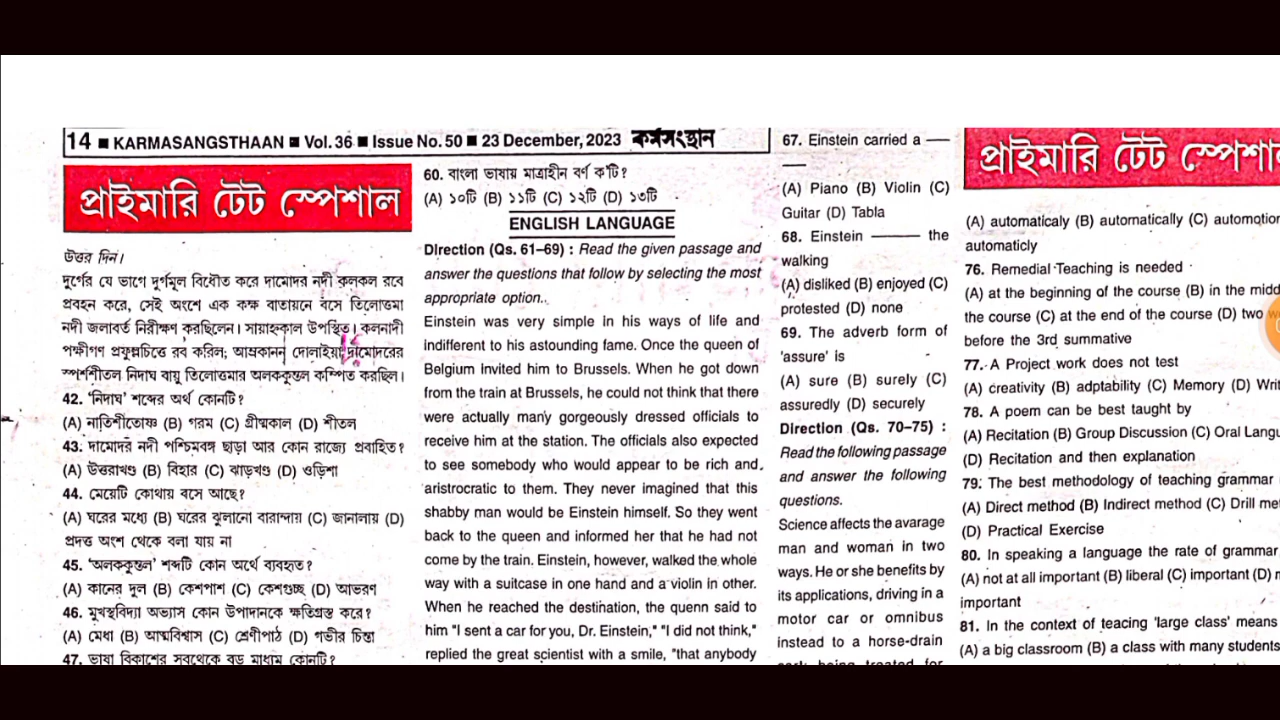 14 ■ KARMASANGSTHAAN ■ Vol. 36 ■ Issue No. 50 ■ 23 December, 2023 কর্মসংস্থান
প্রাইমারি টেট স্পেশাল
উত্তর দিন।
দুর্গের যে ভাগে দুর্গমূল বিধৌত করে দামোদর নদী কুলকল রবে
প্রবহন করে, সেই অংশে এক কক্ষ বাতায়নে বসে তিলোত্তমা
নদী জলাবর্ত নিরীক্ষণ করছিলেন। সায়াহ্নকাল উপস্থিত। কলনাদী
পক্ষীগণ প্রফুল্লচিত্তে রব করিল; আম্রকানন দোলাইয়া দামোদরের
স্পর্শশীতল নিদাঘ বায়ু তিলোত্তমার অলককুন্তল কম্পিত করছিল।
42. ‘নিদাঘ’ শব্দের অর্থ কোনটি?
(A) নাতিশীতোষ্ণ (B) গরম (C) গ্রীষ্মকাল (D) শীতল
43. দামোদর নদী পশ্চিমবঙ্গ ছাড়া আর কোন রাজ্যে প্রবাহিত?
(A) উত্তরাখণ্ড (B) বিহার (C) ঝাড়খণ্ড (D) ওড়িশা
44. মেয়েটি কোথায় বসে আছে?
(A) ঘরের মধ্যে (B) ঘরের ঝুলানো বারান্দায় (C) জানালায় (D)
প্রদত্ত অংশ থেকে বলা যায় না
45. ‘অলককুন্তল’ শব্দটি কোন অর্থে ব্যবহৃত?
(A) কানের দুল (B) কেশপাশ (C) কেশগুচ্ছ (D) আভরণ
46. মুখস্থবিদ্যা অভ্যাস কোন উপাদানকে ক্ষতিগ্রস্ত করে?
(A) মেধা (B) আত্মবিশ্বাস (C) শ্রেণীপাঠ (D) গভীর চিন্তা
47. ভাষা বিকাশের সবথেকে বড় মাধ্যম কোনটি?
60. বাংলা ভাষায় মাত্রাহীন বর্ণ ক'টি?
(A) ১০টি (B) ১১টি (C) ১২টি (D) ১৩টি
ENGLISH LANGUAGE
Direction (Qs. 61–69) : Read the given passage and
answer the questions that follow by selecting the most
appropriate option..
Einstein was very simple in his ways of life and
indifferent to his astounding fame. Once the queen of
Belgium Invited him to Brussels. When he got down
from the train at Brussels, he could not think that there
were actually many gorgeously dressed officials to
receive him at the station. The officials also expected
to see somebody who would appear to be rich and
aristrocratic to them. They never imagined that this
shabby man would be Einstein himself. So they went
back to the queen and informed her that he had not
come by the train. Einstein, however, walked the whole
way with a suitcase in one hand and a violin in other.
When he reached the destination, the quenn said to
him "I sent a car for you, Dr. Einstein," "I did not think,"
replied the great scientist with a smile, "that anybody
67. Einstein carried a —
—
(A) Piano (B) Violin (C)
Guitar (D) Tabla
68. Einstein —— the
walking
(A) disliked (B) enjoyed (C)
protested (D) none
69. The adverb form of
'assure' is
(A) sure (B) surely (C)
assuredly (D) securely
Direction (Qs. 70–75) :
Read the following passage
and answer the following
questions.
Science affects the avarage
man and woman in two
ways. He or she benefits by
its applications, driving in a
motor car or omnibus
instead to a horse-drain
cark being treated for
প্রাইমারি টেট স্পেশা
(A) automaticaly (B) automatically (C) automotion
automaticly
76. Remedial Teaching is needed
(A) at the beginning of the course (B) in the midd
the course (C) at the end of the course (D) two w
before the 3rd summative
77. A Project work does not test
(A) creativity (B) adptability (C) Memory (D) Writ
78. A poem can be best taught by
(A) Recitation (B) Group Discussion (C) Oral Langu
(D) Recitation and then explanation
79. The best methodology of teaching grammar
(A) Direct method (B) Indirect method (C) Drill me
(D) Practical Exercise
80. In speaking a language the rate of grammar
(A) not at all important (B) liberal (C) important (D)
important
81. In the context of teacing 'large class' means
(A) a big classroom (B) a class with many students